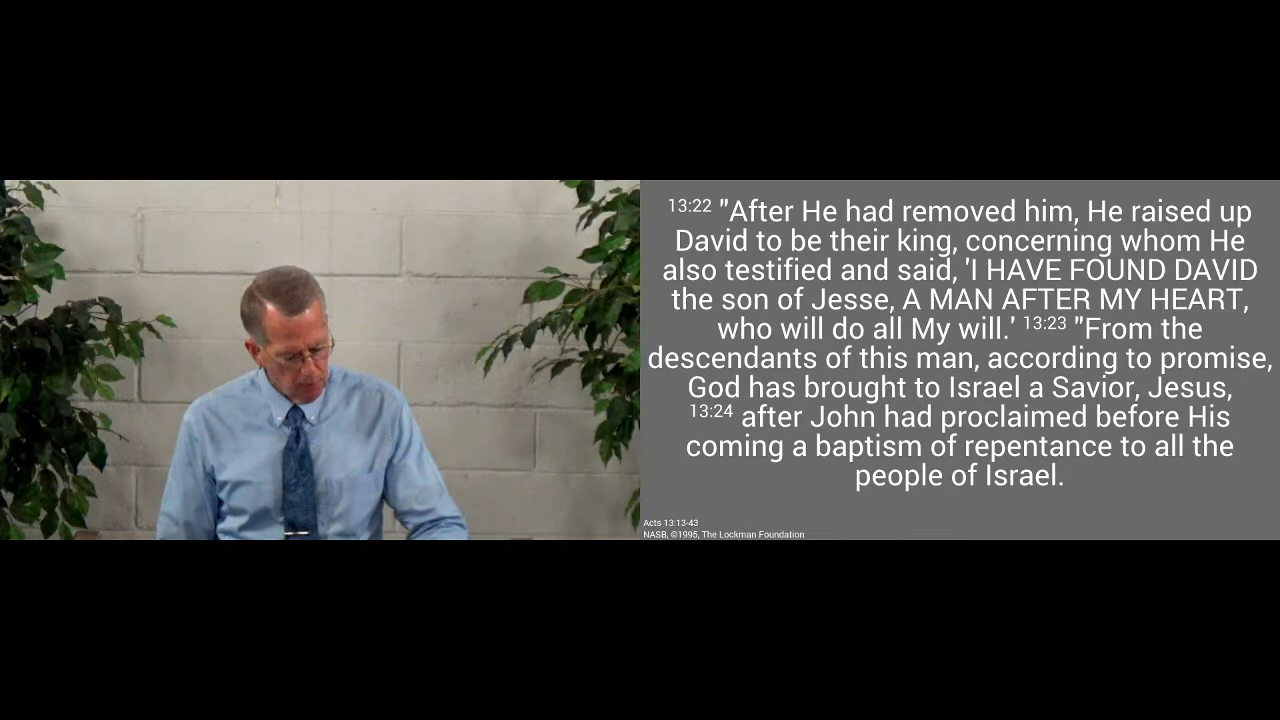 13:22 "After He had removed him, He raised up
David to be their king, concerning whom He
also testified and said, 'I HAVE FOUND DAVID
the son of Jesse, A MAN AFTER MY HEART,
who will do all My will.' 13:23 "From the
descendants of this man, according to promise,
God has brought to Israel a Savior, Jesus,
13:24 after John had proclaimed before His
coming a baptism of repentance to all the
people of Israel.
Acts 13:13-43
NASB, ©1995, The Lockman Foundation